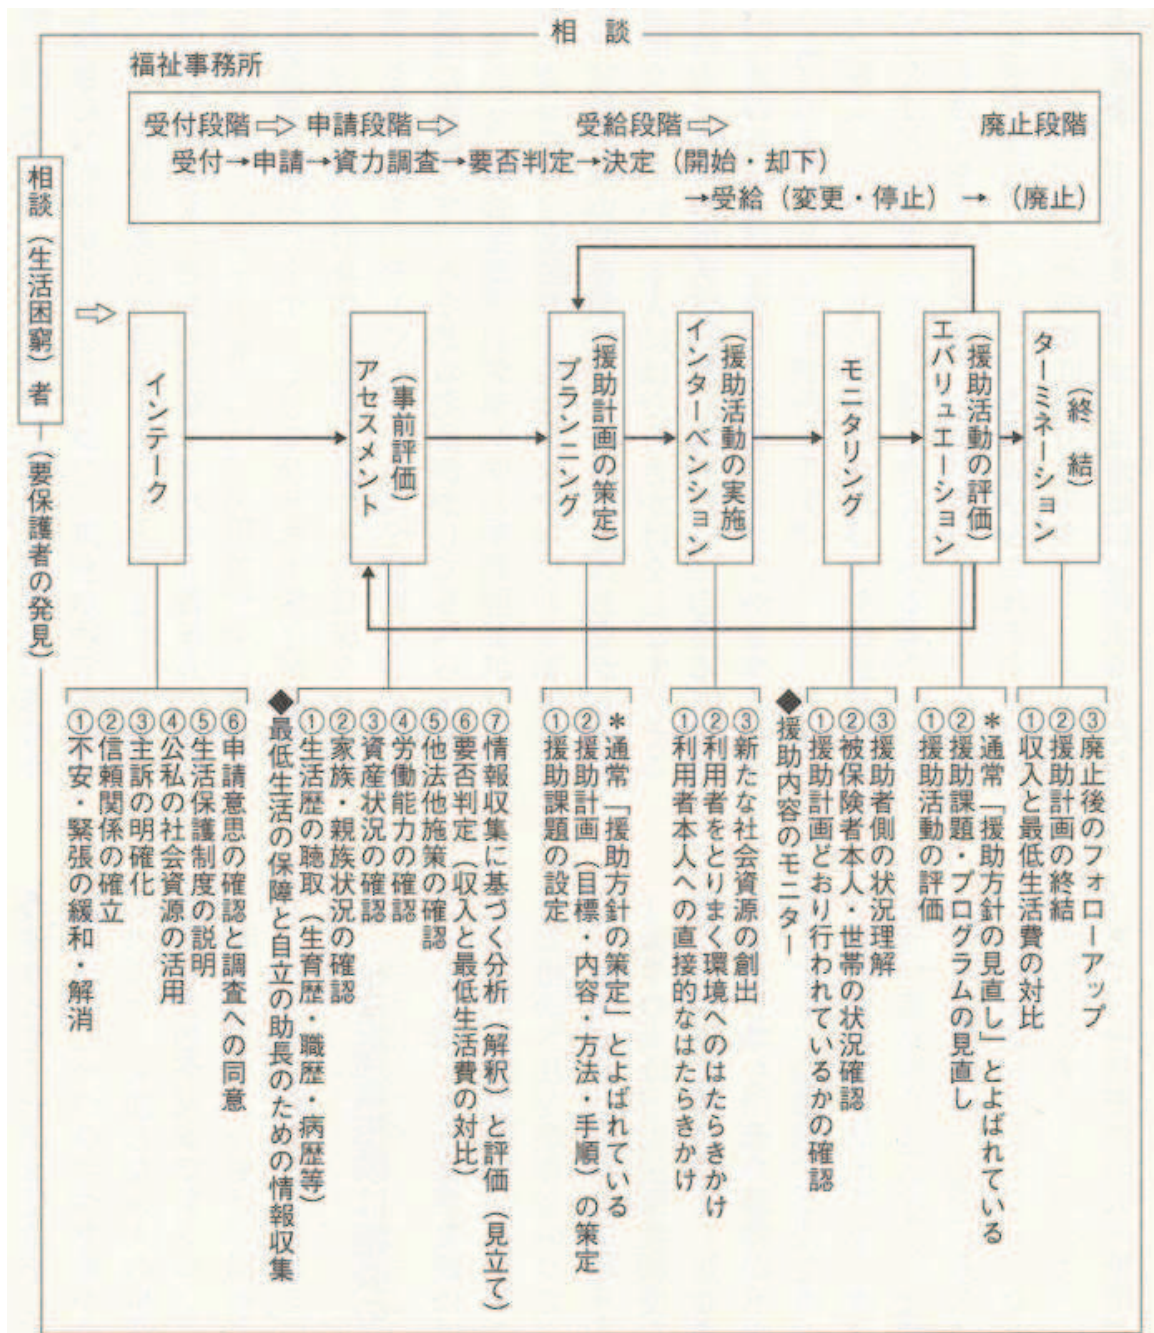 相　談
福祉事務所
受付段階⇨ 申請段階⇨ 受給段階⇨ 廃止段階
受付→申請→資力調査→要否判定→決定（開始・却下）
→受給（変更・停止） → （廃止）
相談（生活困窮）者
（要保護者の発見）
⇨
インテーク
アセスメント
（事前評価）
プランニング
（援助計画の策定）
インターベンション
（援助活動の実施）
モニタリング
エバリュエーション
（援助活動の評価）
ターミネーション
（終　結）
①不安・緊張の緩和・解消
②信頼関係の確立
③主訴の明確化
④公私の社会資源の活用
⑤生活保護制度の説明
⑥申請意思の確認と調査への同意
◆最低生活の保障と自立の助長のための情報収集
①生活歴の聴取（生育歴・職歴・病歴等）
②家族・親族状況の確認
③資産状況の確認
④労働能力の確認
⑤他法他施策の確認
⑥要否判定（収入と最低生活費の対比）
⑦情報収集に基づく分析（解釈）と評価（見立て）
①援助課題の設定
②援助計画（目標・内容・方法・手順）の策定
＊通常「援助方針の策定」とよばれている
①利用者本人への直接的なはたらきかけ
②利用者をとりまく環境へのはたらきかけ
③新たな社会資源の創出
◆援助内容のモニター
①援助計画どおり行われているかの確認
②被保険者本人・世帯の状況確認
③援助者側の状況理解
①援助活動の評価
②援助課題・プログラムの見直し
＊通常「援助方針の見直し」とよばれている
①収入と最低生活費の対比
②援助計画の終結
③廃止後のフォローアップ